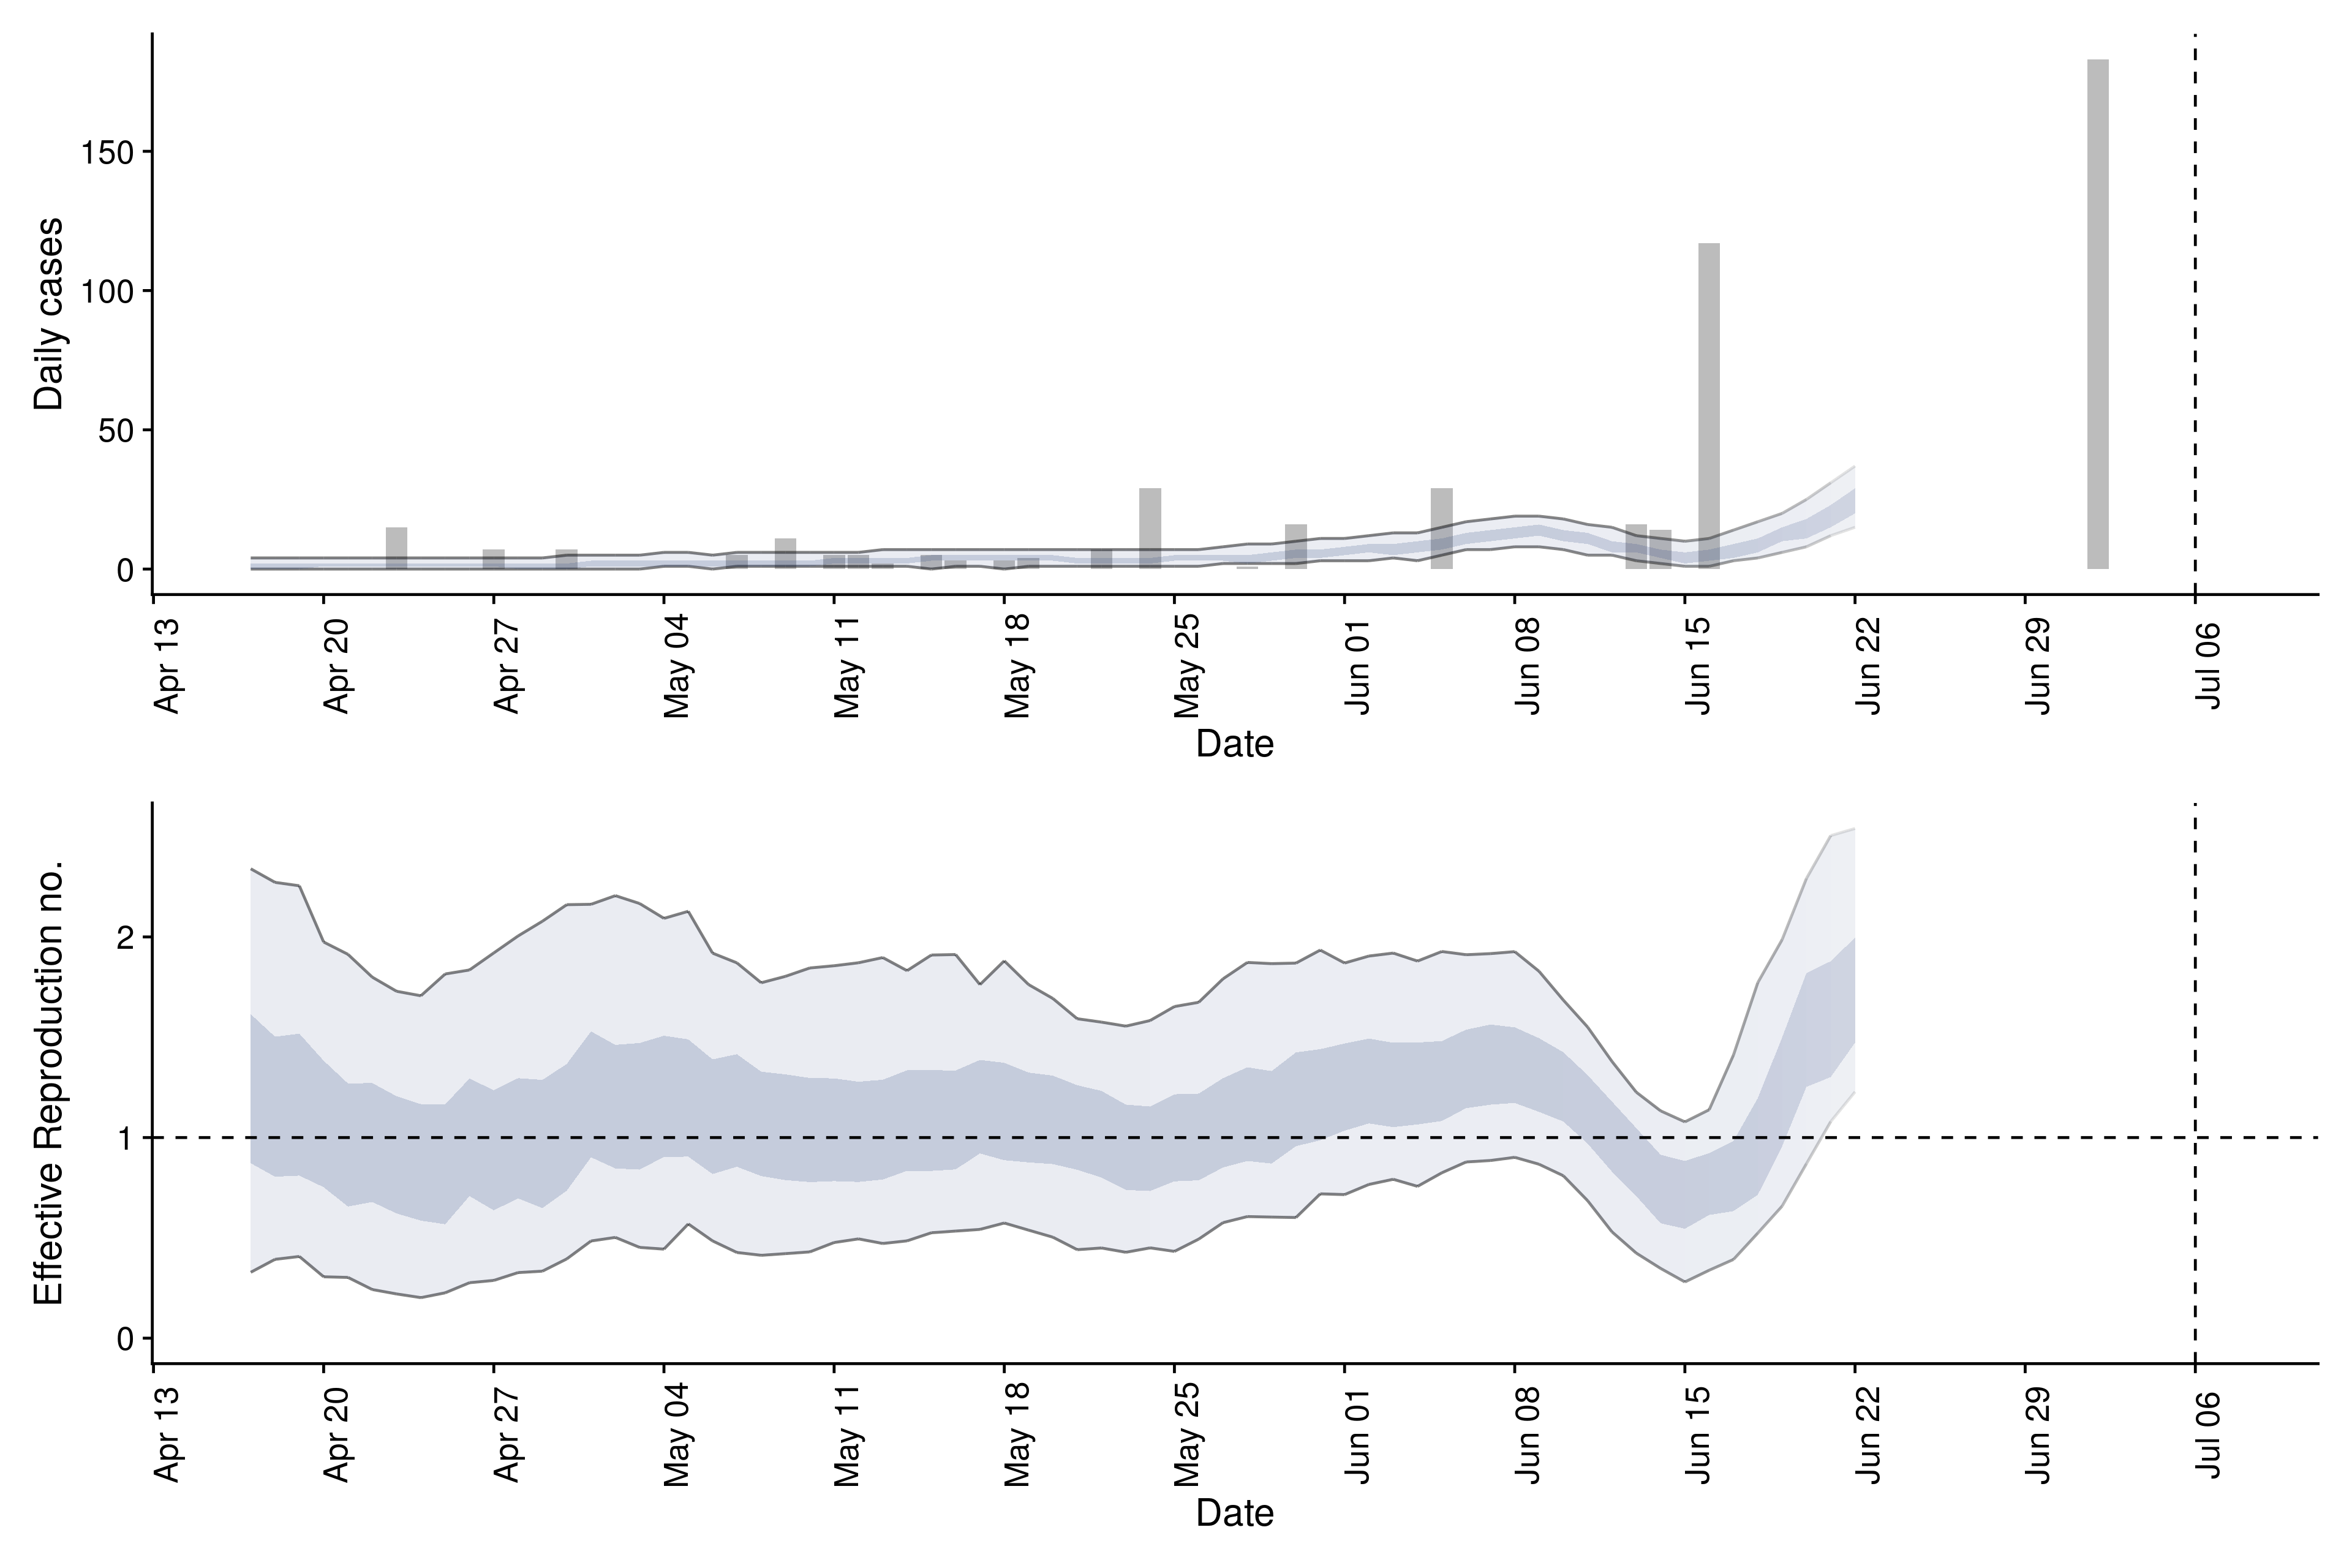 Daily cases
150
100
50
0
Apr 13
Apr 20
Apr 27
May 04
May 11
May 18
May 25
Jun 01
Jun 08
Jun 15
Jun 22
Jun 29
Jul 06
Date
Effective Reproduction no.
2
1
0
Apr 13
Apr 20
Apr 27
May 04
May 11
May 18
May 25
Jun 01
Jun 08
Jun 15
Jun 22
Jun 29
Jul 06
Date